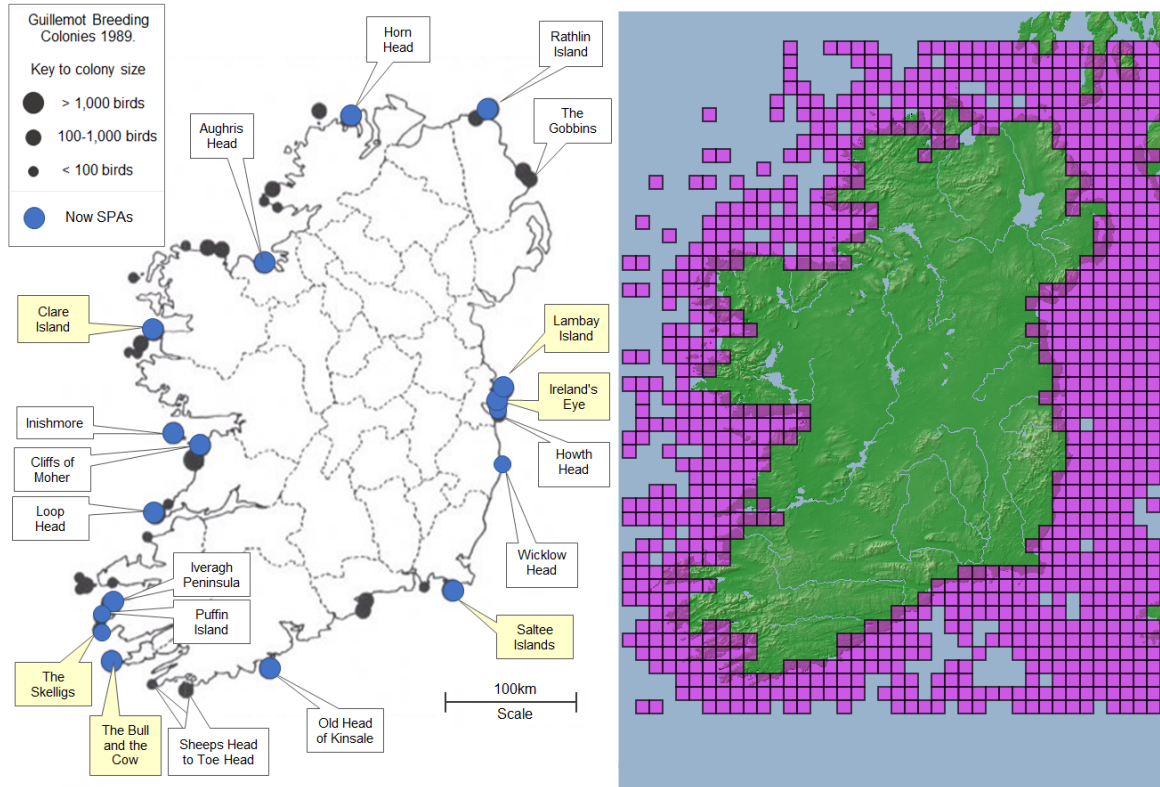 Guillemot Breeding
Colonies 1989.
Key to colony size
> 1,000 birds
100-1,000 birds
< 100 birds
Now SPAs
Horn
Head
Rathlin
Island
Aughris
Head
The
Gobbins
Clare
Island
Lambay
Island
Ireland's
Eye
Inishmore
Howth
Head
Cliffs of
Moher
Loop
Head
Wicklow
Head
Iveragh
Peninsula
Puffin
Island
Saltee
Islands
The
Skelligs
100km
Scale
The Bull
and the
Cow
Sheeps Head
to Toe Head
Old Head
of Kinsale